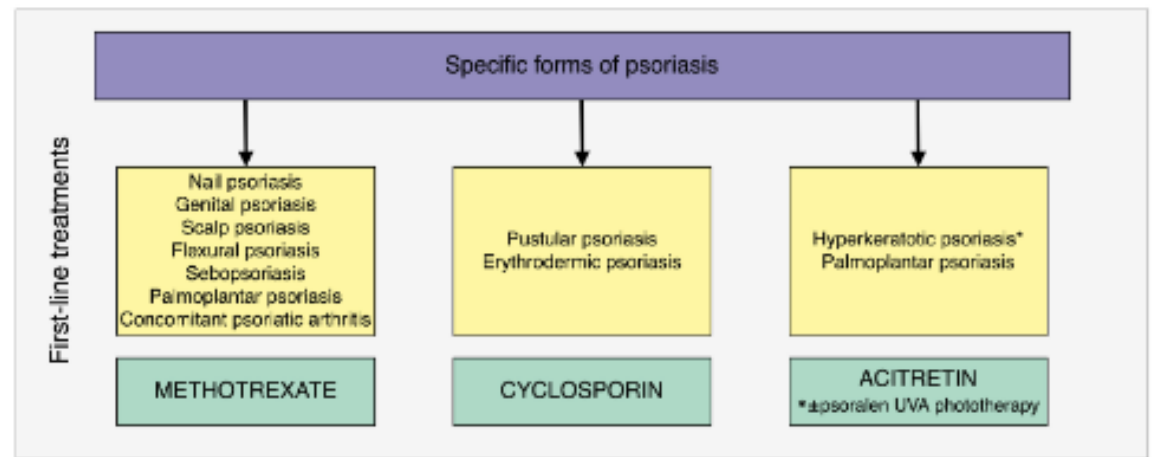 Specific forms of psoriasis
First-line treatments
Nail psoriasis
Genital psoriasis
Scalp psoriasis
Flexural psoriasis
Sebopsoriasis
Palmoplantar psoriasis
Concomitant psoriatic arthritis
METHOTREXATE
Pustular psoriasis
Erythrodermic psoriasis
CYCLOSPORIN
Hyperkeratotic psoriasis*
Palmoplantar psoriasis
ACITRETIN
*±psoralen UVA phototherapy